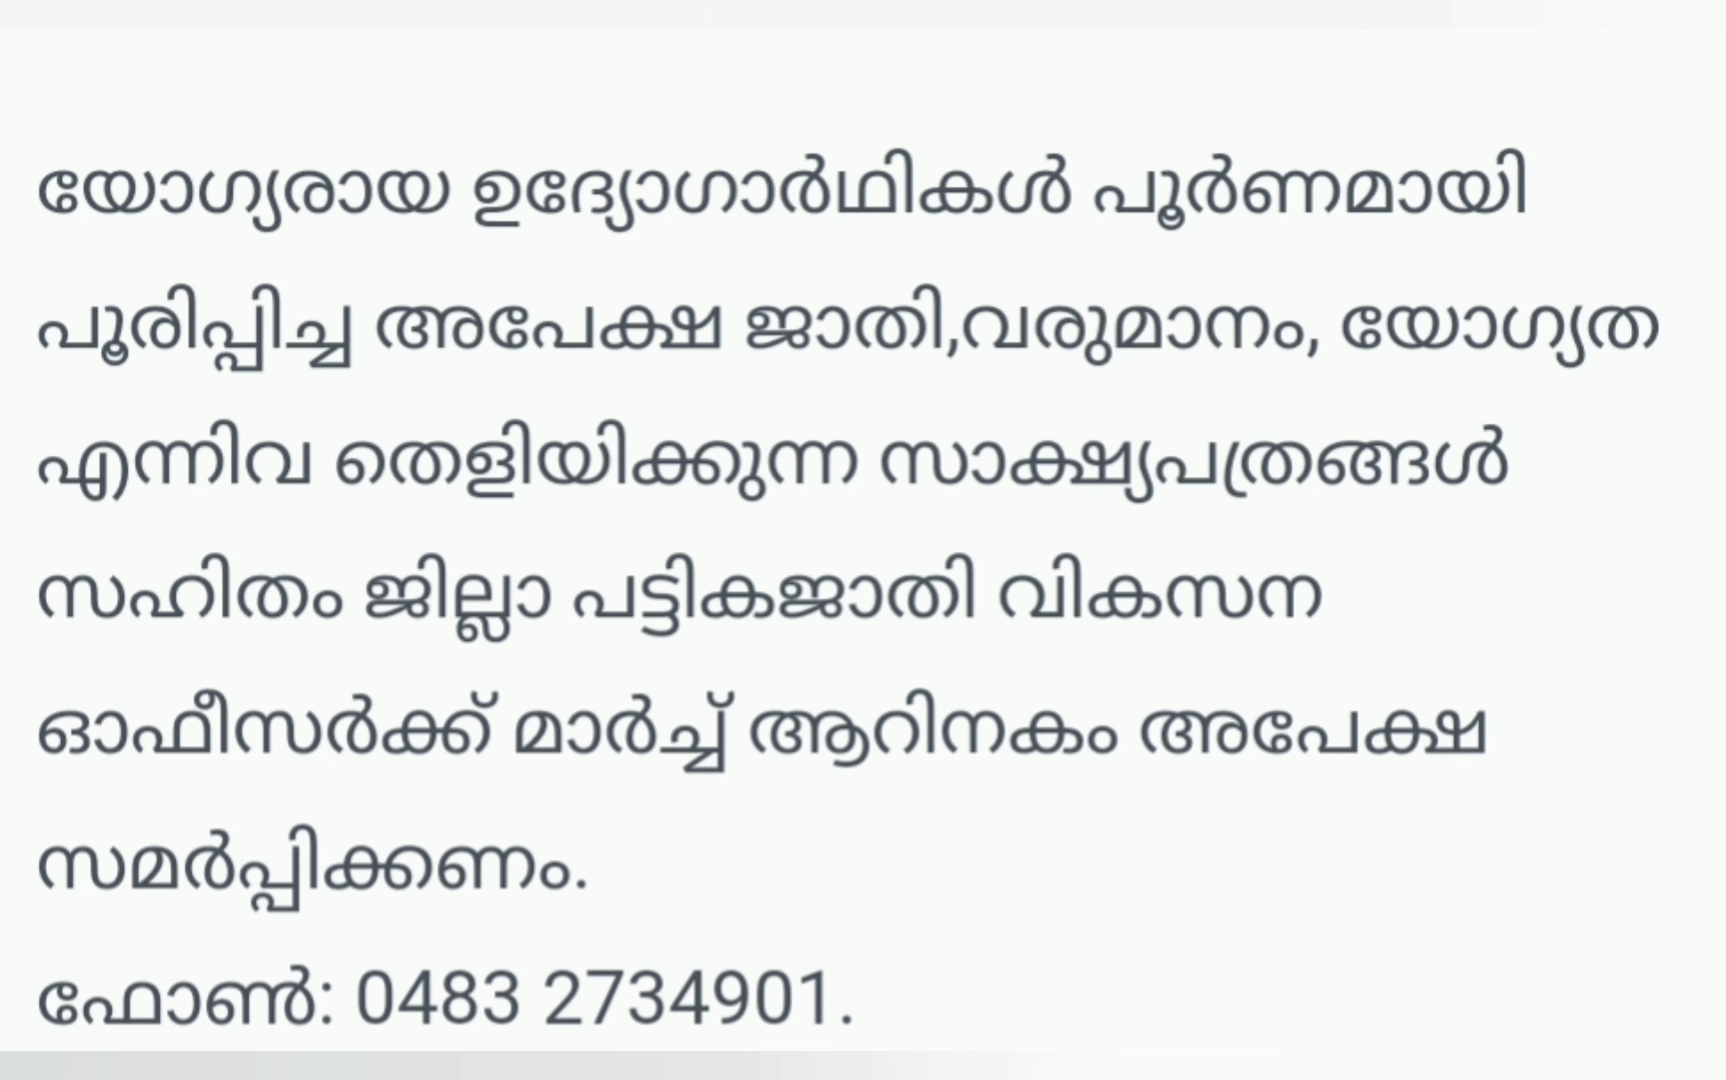 യോഗ്യരായ ഉദ്യോഗാർഥികൾ പൂർണമായി
പൂരിപ്പിച്ച അപേക്ഷ ജാതി,വരുമാനം, യോഗ്യത
എന്നിവ തെളിയിക്കുന്ന സാക്ഷ്യപത്രങ്ങൾ
സഹിതം ജില്ലാ പട്ടികജാതി വികസന
ഓഫീസർക്ക് മാർച്ച് ആറിനകം അപേക്ഷ
സമർപ്പിക്കണം.
ഫോൺ: 0483 2734901.